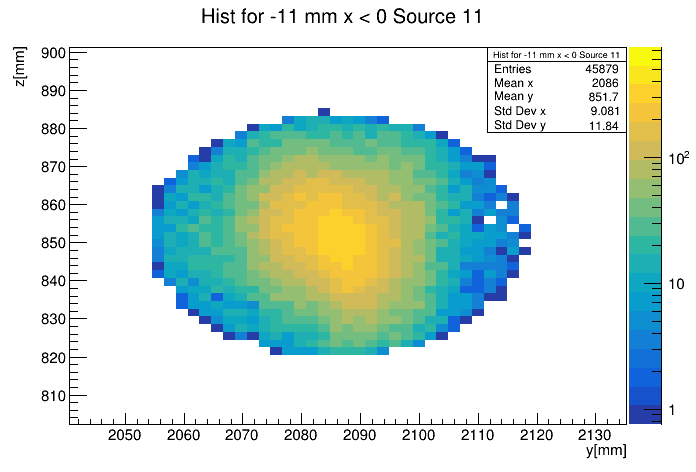 Hist for -11 mm x < 0 Source 11
z[mm]
Hist for -11 mm x < 0 Source 11
Entries 45879
Mean x 2086
Mean y 851.7
Std Dev x 9.081
Std Dev y 11.84
900
890
880
870
860
850
840
830
820
810
10²
10
1
2050 2060 2070 2080 2090 2100 2110 2120 2130
y[mm]